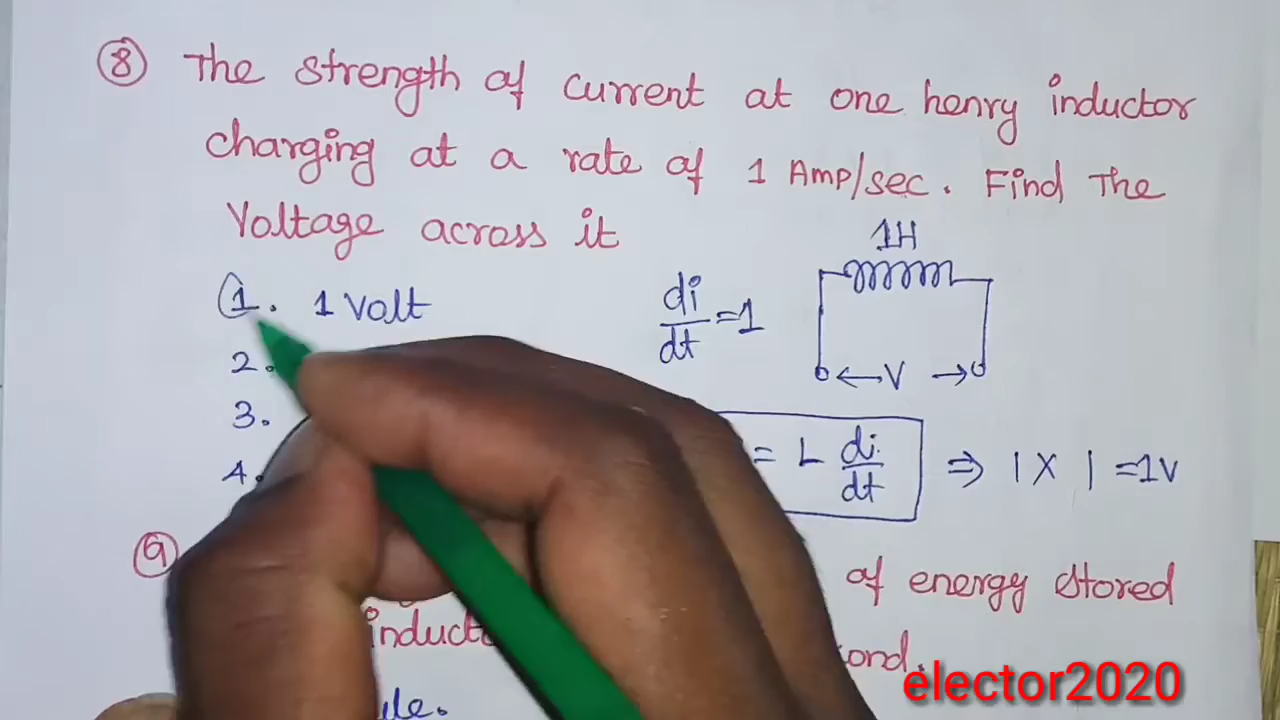 8 The strength of current at one henry inductor
charging at a rate of 1 Amp/sec. Find The
Voltage across it
1H
1. 1 Volt
di/dt = 1
V
2.
3.
4.
= L di/dt ⇒ 1 X 1 = 1V
9 of energy stored
elector2020